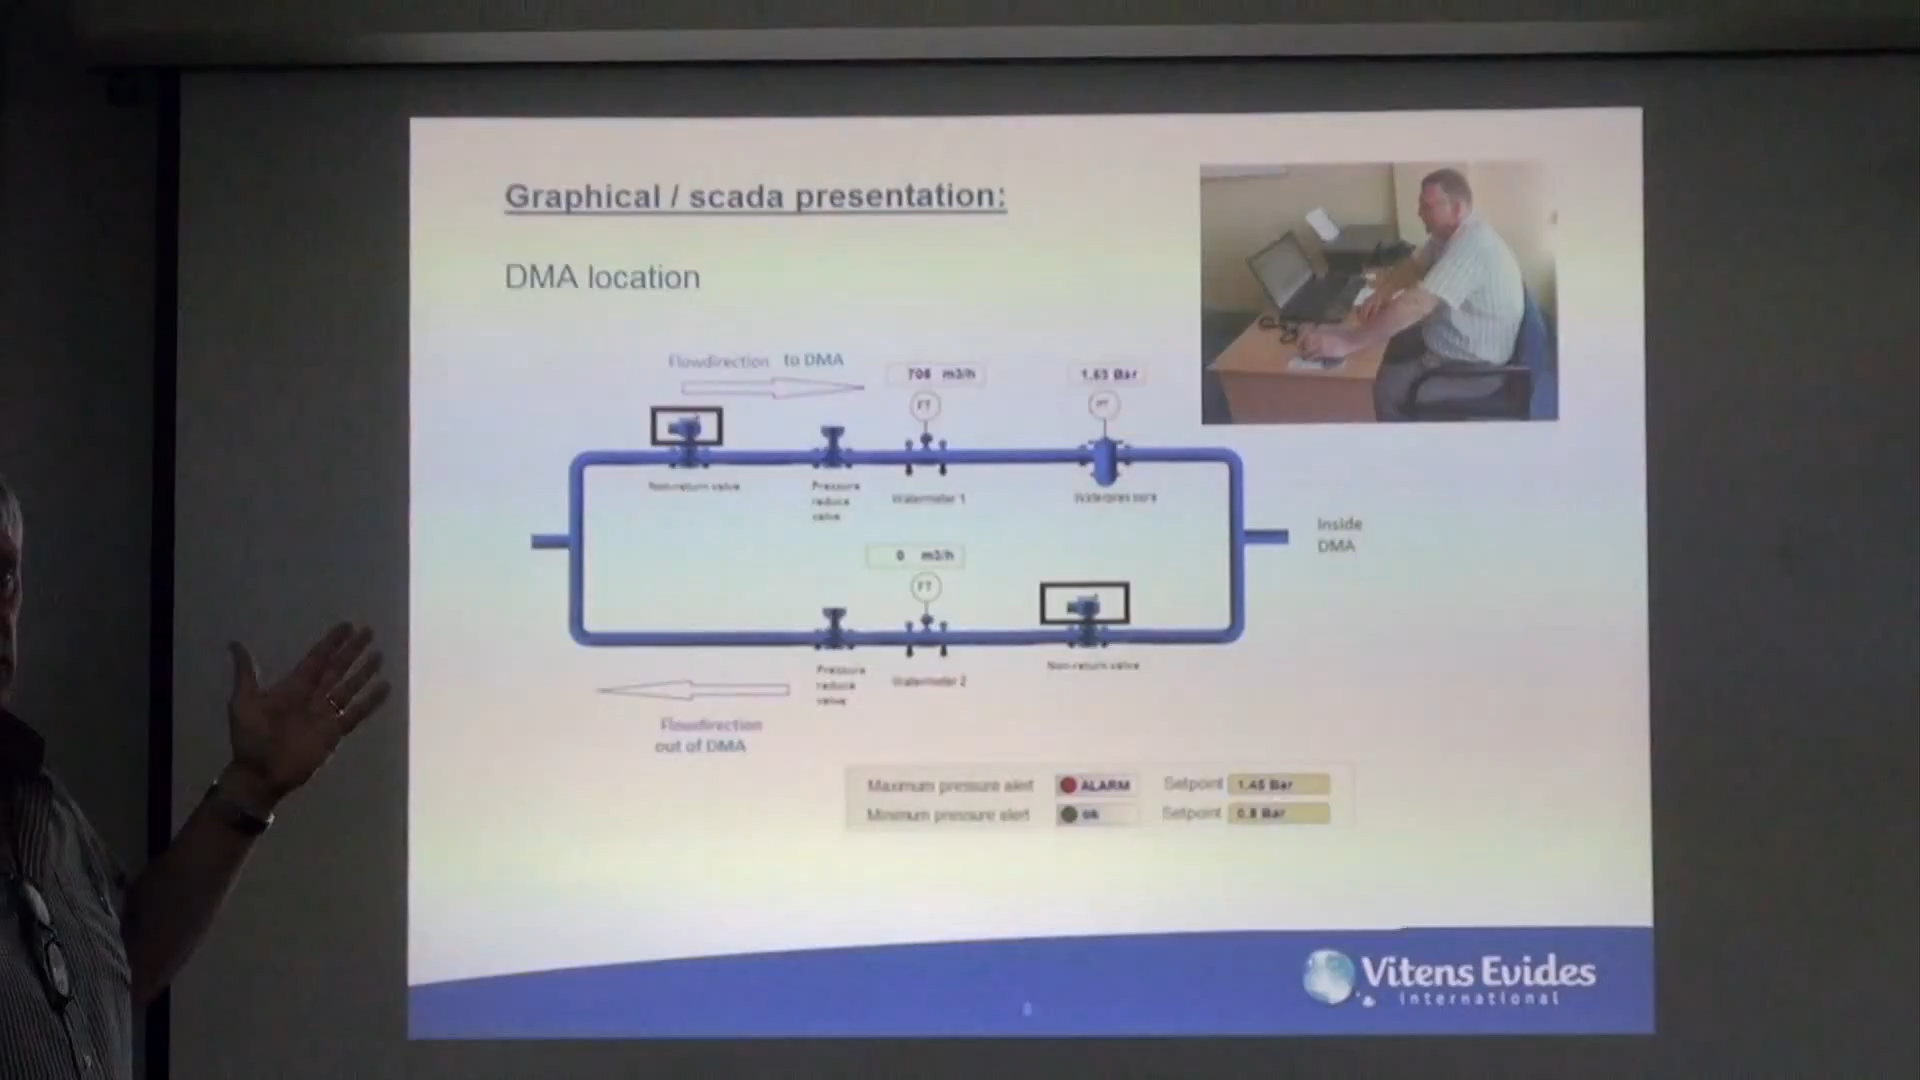 Graphical / scada presentation:
DMA location
Flowdirection to DMA
708 m3/h
1.63 Bar
FT
PT
Non-return valve
Pressure
reduce
valve
Watermeter 1
Waterpressure
Inside
DMA
0 m3/h
FT
Pressure
reduce
valve
Watermeter 2
Non-return valve
Flowdirection
out of DMA
Maximum pressure alert ALARM Setpoint 1.45 Bar
Minimum pressure alert ok Setpoint 0.8 Bar
Vitens Evides
international